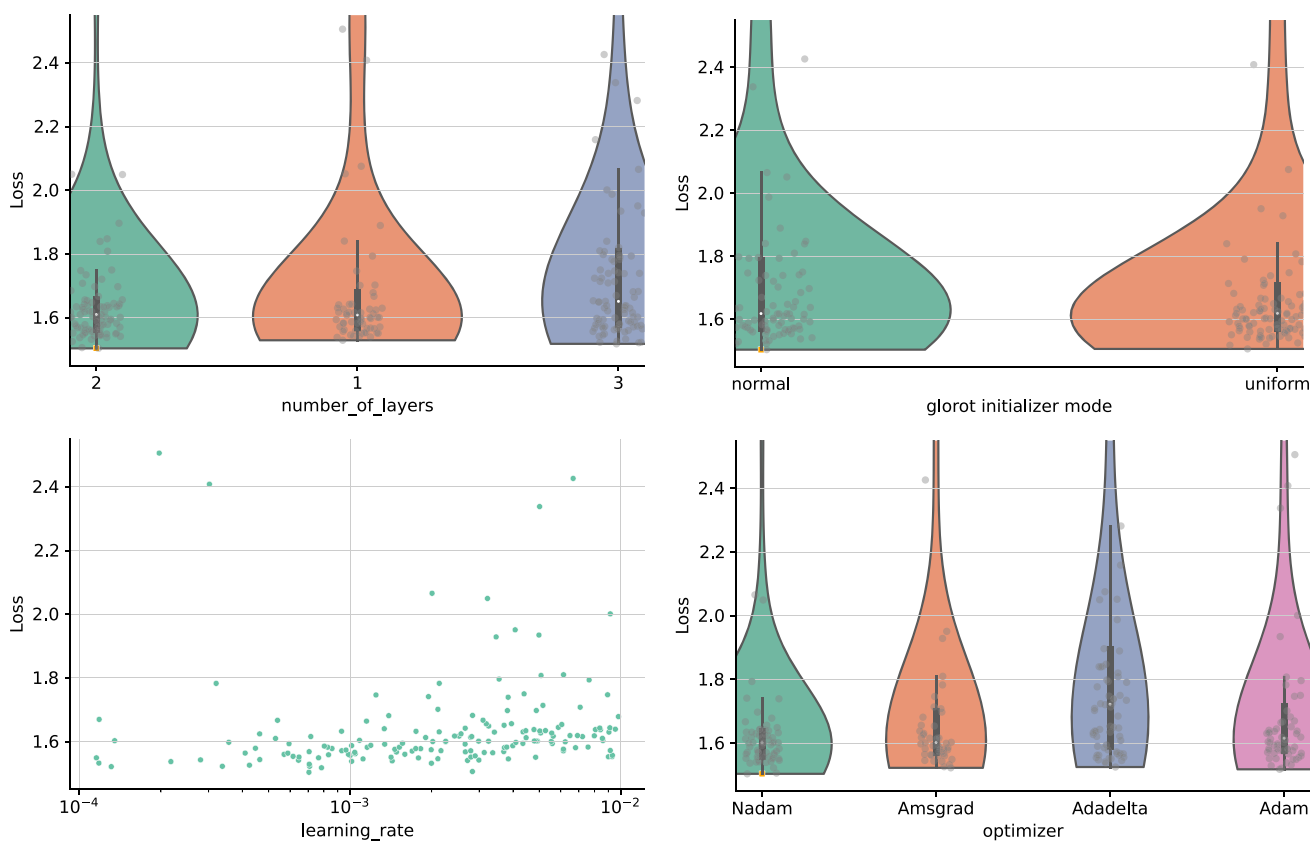 2.4
2.2
2.0
1.8
1.6
Loss
2
1
3
number_of_layers
2.4
2.2
2.0
1.8
1.6
Loss
normal
uniform
glorot initializer mode
2.4
2.2
2.0
1.8
1.6
Loss
10⁻⁴
10⁻³
10⁻²
learning_rate
2.4
2.2
2.0
1.8
1.6
Loss
Nadam
Amsgrad
Adadelta
Adam
optimizer